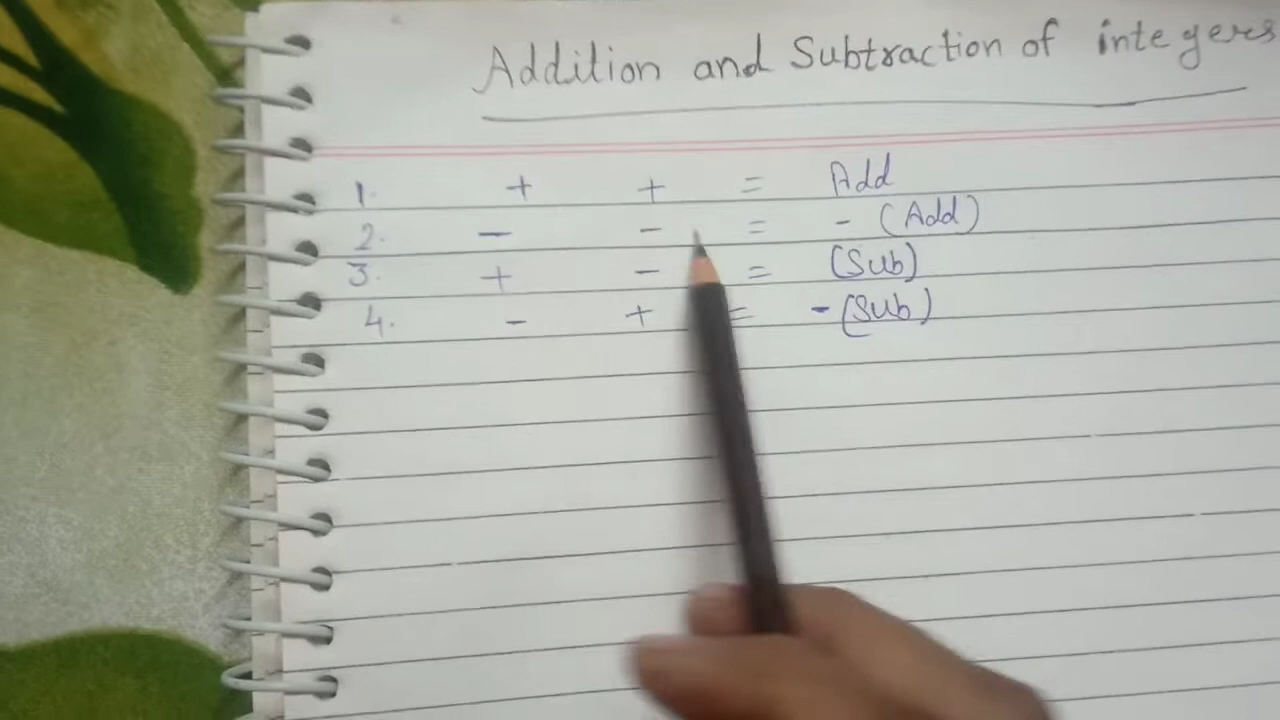 Addition and Subtraction of integers
1. + + = Add
2. - - = - (Add)
3. + - = (Sub)
4. - + = - (Sub)